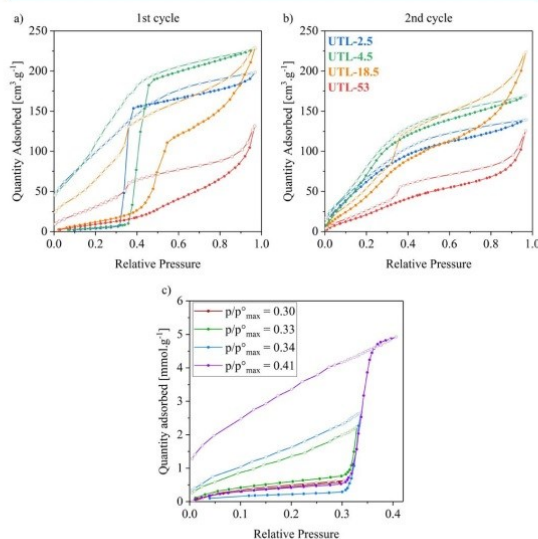 a) 1st cycle
b) 2nd cycle
Quantity Adsorbed [cm³.g⁻¹]
250
200
150
100
50
0
0.0 0.2 0.4 0.6 0.8 1.0
Relative Pressure
Quantity Adsorbed [cm³.g⁻¹]
250
200
150
100
50
0
UTL-2.5
UTL-4.5
UTL-18.5
UTL-53
0.0 0.2 0.4 0.6 0.8 1.0
Relative Pressure
c)
Quantity adsorbed [mmol.g⁻¹]
6
5
4
3
2
1
0
p/p°max = 0.30
p/p°max = 0.33
p/p°max = 0.34
p/p°max = 0.41
0.0 0.1 0.2 0.3 0.4
Relative Pressure